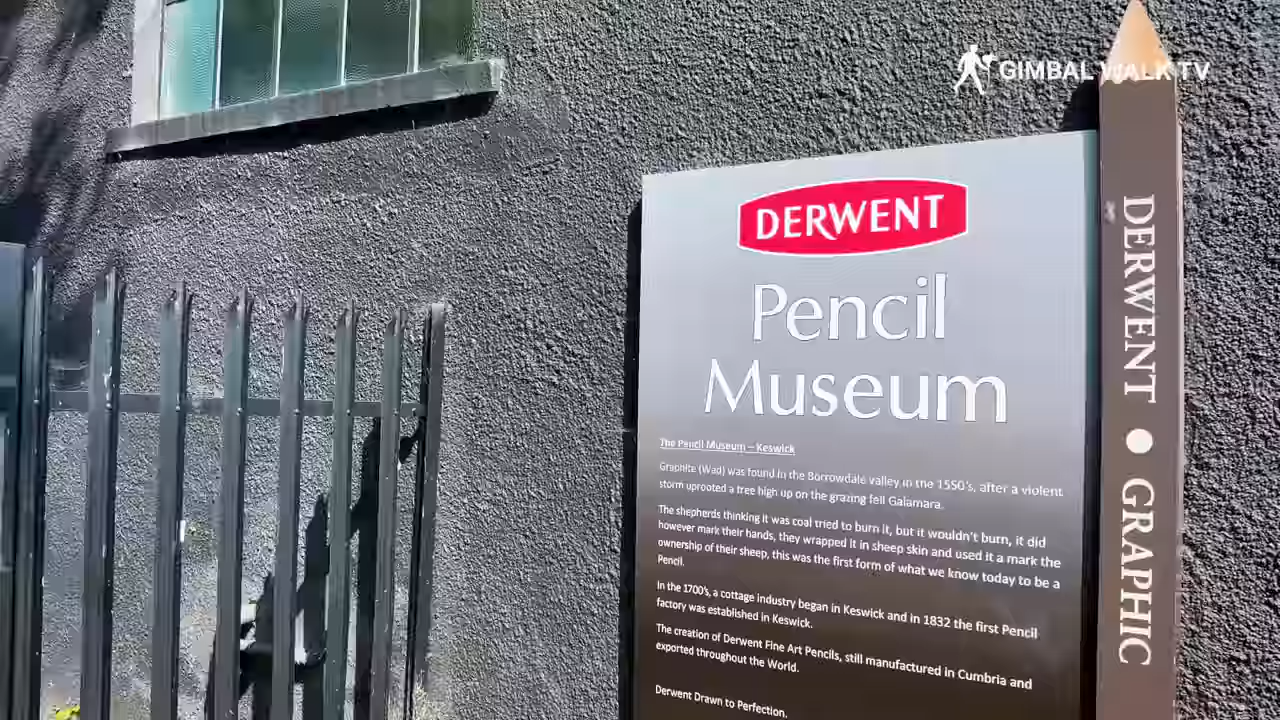 GIMBAL WALK TV
DERWENT
Pencil
Museum
The Pencil Museum – Keswick
Graphite (Wad) was found in the Borrowdale valley in the 1550's, after a violent
storm uprooted a tree high up on the grazing fell Galamara.
The shepherds thinking it was coal tried to burn it, but it wouldn't burn, it did
however mark their hands, they wrapped it in sheep skin and used it a mark the
ownership of their sheep, this was the first form of what we know today to be a
Pencil.
In the 1700's, a cottage industry began in Keswick and in 1832 the first Pencil
factory was established in Keswick.
The creation of Derwent Fine Art Pencils, still manufactured in Cumbria and
exported throughout the World.
Derwent Drawn to Perfection.
DERWENT ● GRAPHIC